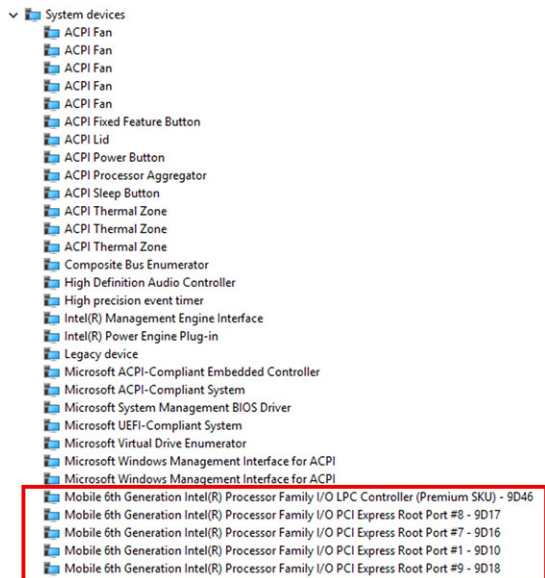 System devices
ACPI Fan
ACPI Fan
ACPI Fan
ACPI Fan
ACPI Fan
ACPI Fixed Feature Button
ACPI Lid
ACPI Power Button
ACPI Processor Aggregator
ACPI Sleep Button
ACPI Thermal Zone
ACPI Thermal Zone
ACPI Thermal Zone
Composite Bus Enumerator
High Definition Audio Controller
High precision event timer
Intel(R) Management Engine Interface
Intel(R) Power Engine Plug-in
Legacy device
Microsoft ACPI-Compliant Embedded Controller
Microsoft ACPI-Compliant System
Microsoft System Management BIOS Driver
Microsoft UEFI-Compliant System
Microsoft Virtual Drive Enumerator
Microsoft Windows Management Interface for ACPI
Microsoft Windows Management Interface for ACPI
Mobile 6th Generation Intel(R) Processor Family I/O LPC Controller (Premium SKU) - 9D46
Mobile 6th Generation Intel(R) Processor Family I/O PCI Express Root Port #8 - 9D17
Mobile 6th Generation Intel(R) Processor Family I/O PCI Express Root Port #7 - 9D16
Mobile 6th Generation Intel(R) Processor Family I/O PCI Express Root Port #1 - 9D10
Mobile 6th Generation Intel(R) Processor Family I/O PCI Express Root Port #9 - 9D18